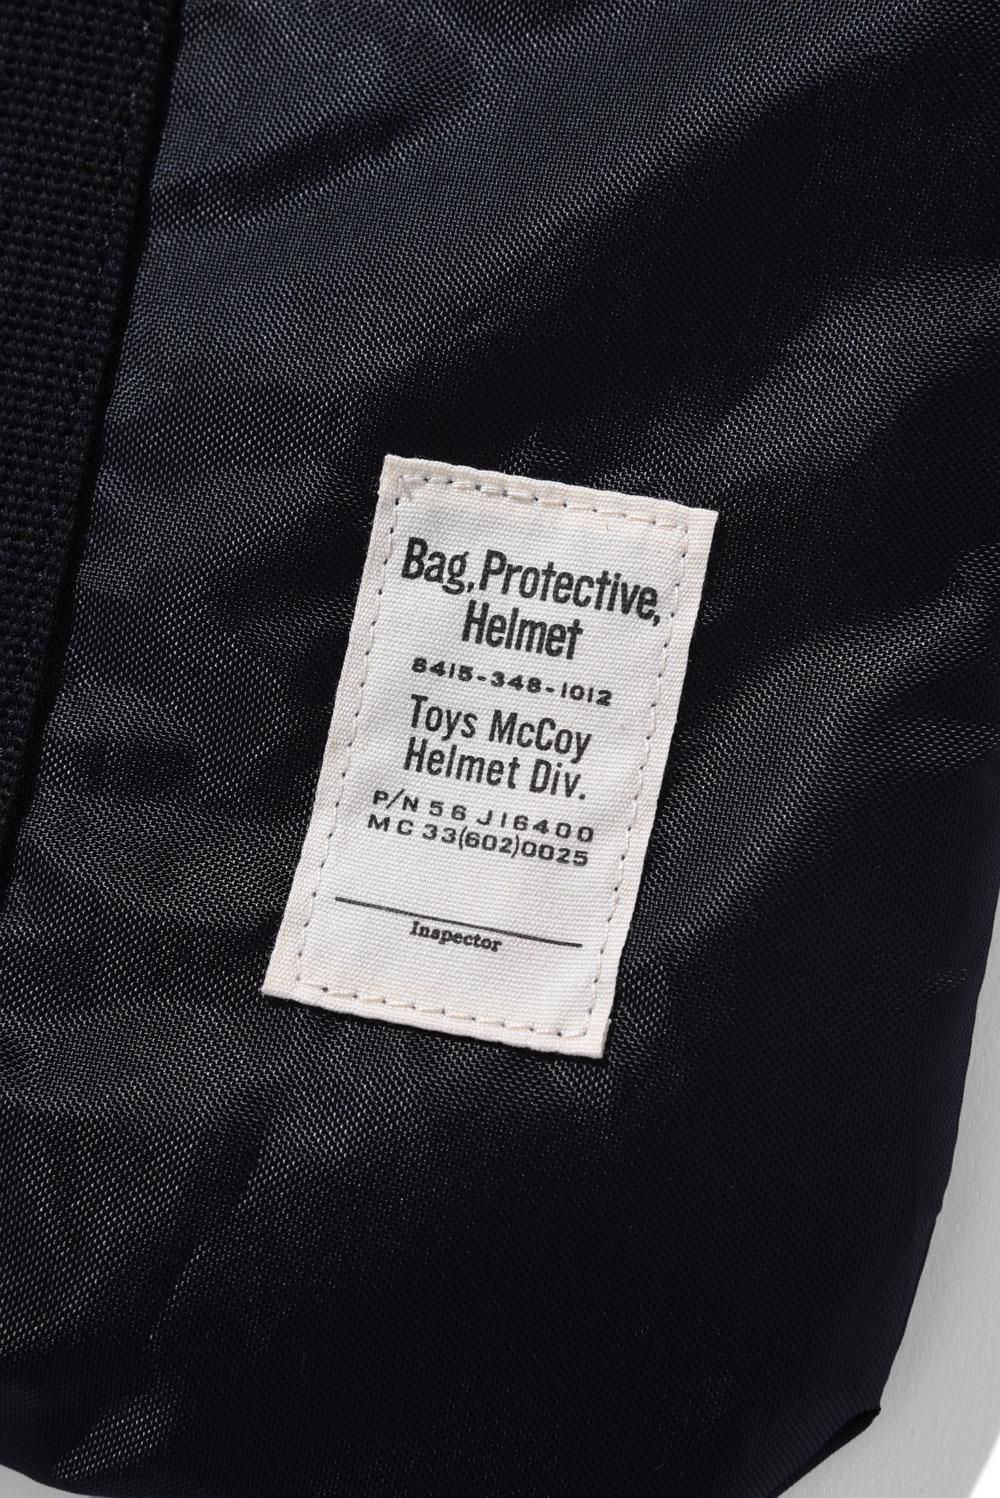 Bag, Protective,
Helmet
8415-348-1012
Toys McCoy
Helmet Div.
P/N 56 J16400
MC 33(602)0025
Inspector